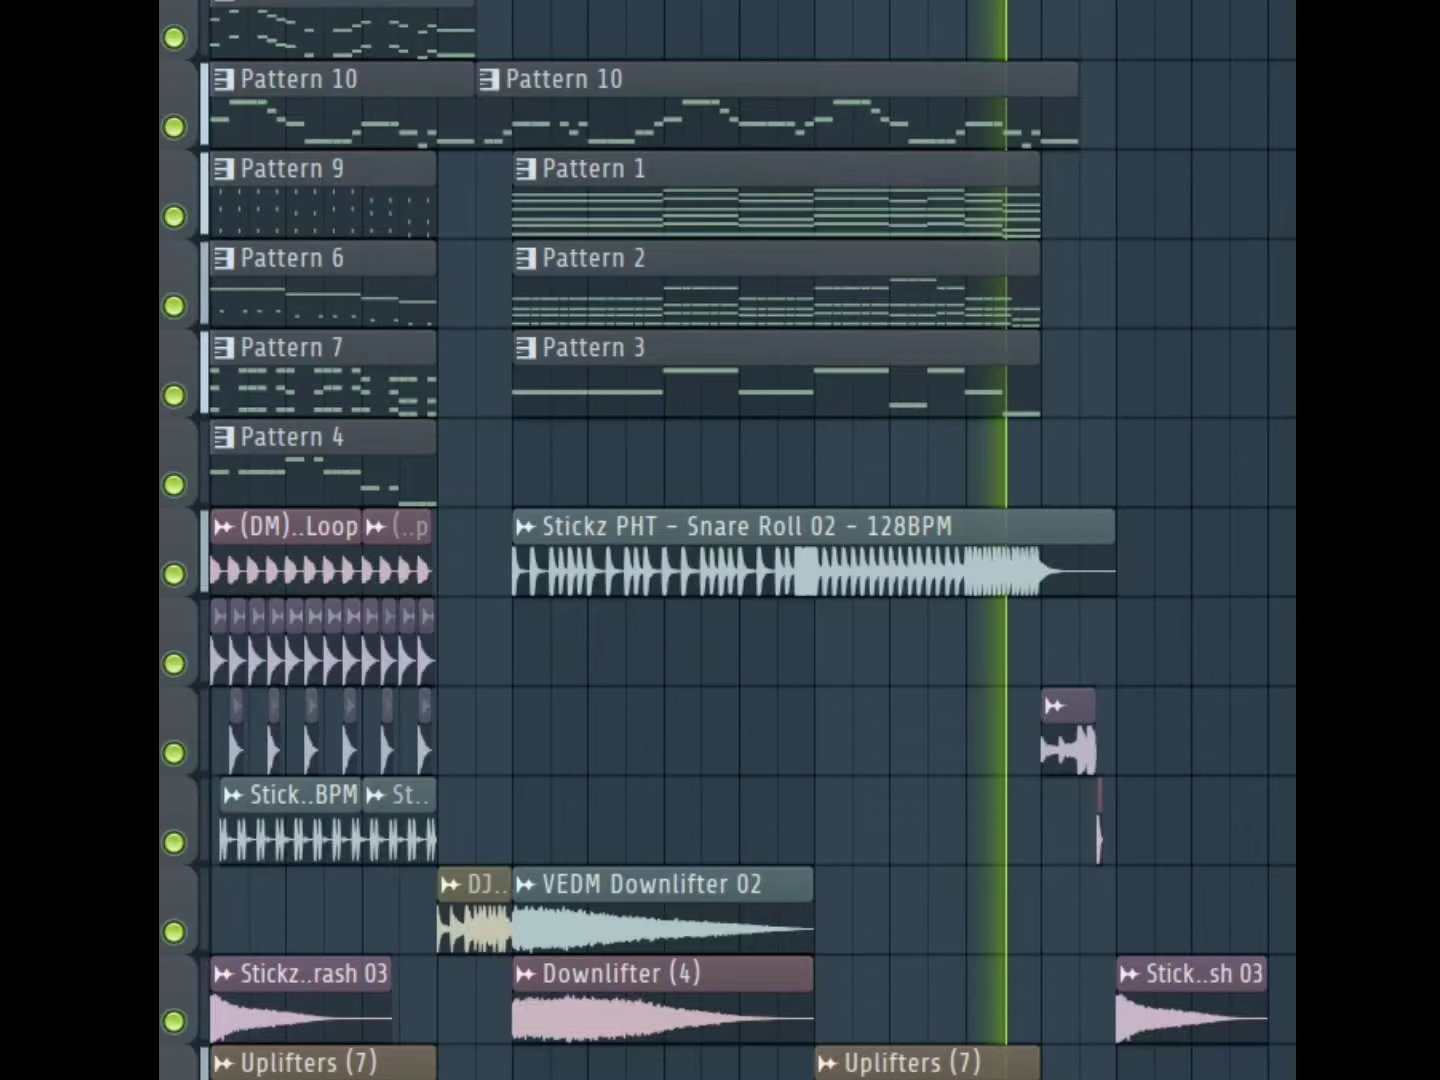 Pattern 10 Pattern 10
Pattern 9 Pattern 1
Pattern 6 Pattern 2
Pattern 7 Pattern 3
Pattern 4
(DM)..Loop (..p Stickz PHT - Snare Roll 02 - 128BPM
Stick..BPM St..
DJ.. VEDM Downlifter 02
Stickz..rash 03 Downlifter (4) Stick..sh 03
Uplifters (7) Uplifters (7)